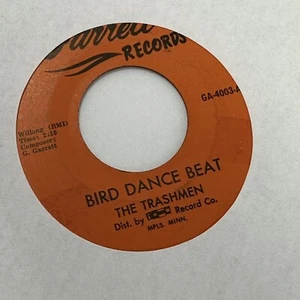 Garrett
RECORDS
GA-4003-A
Willong (BMI)
Time: 2:10
Composer:
G. Garrett
BIRD DANCE BEAT
THE TRASHMEN
Dist. by Record Co.
MPLS. MINN.